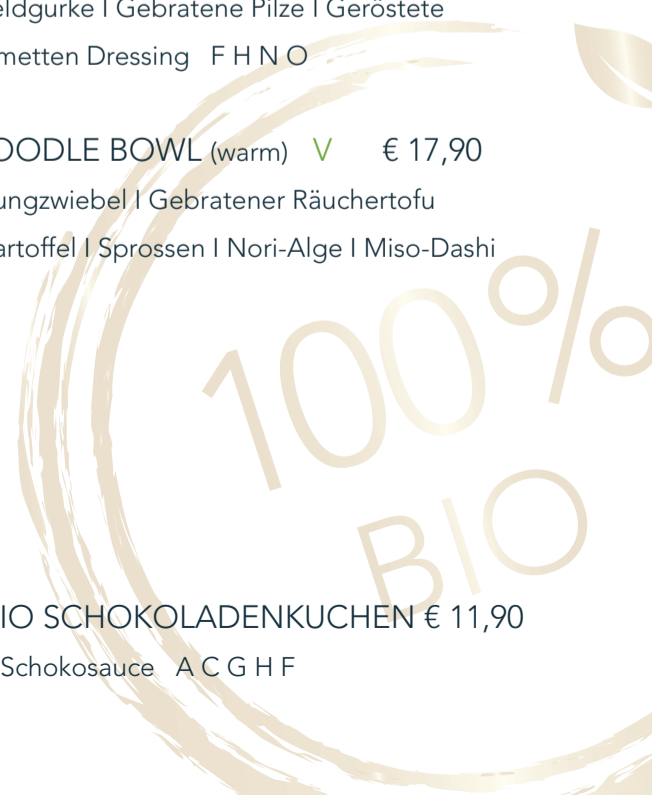 eldgurke I Gebratene Pilze I Geröstete
metten Dressing F H N O
OODLE BOWL (warm) V € 17,90
ungzwiebel I Gebratener Räuchertofu
artoffel I Sprossen I Nori-Alge I Miso-Dashi
100%
BIO
IO SCHOKOLADENKUCHEN € 11,90
Schokosauce A C G H F